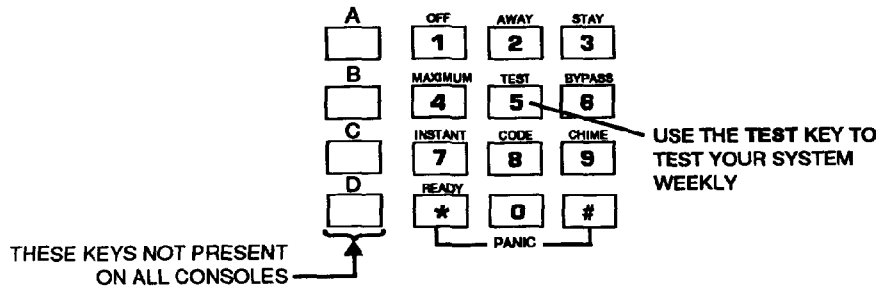 A OFF AWAY STAY
1 2 3
B MAXIMUM TEST BYPASS
4 5 6
C INSTANT CODE CHIME
7 8 9
D READY
* 0 #
PANIC
USE THE TEST KEY TO
TEST YOUR SYSTEM
WEEKLY
THESE KEYS NOT PRESENT
ON ALL CONSOLES